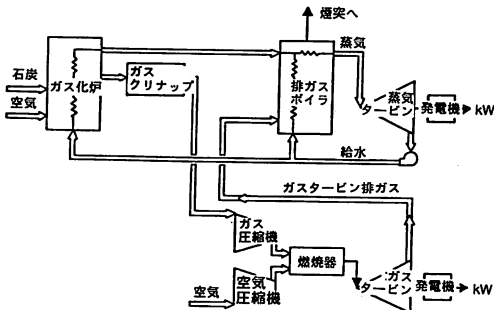 煙突へ
蒸気
石炭
空気
ガス化炉
ガス
クリナップ
排ガス
ボイラ
蒸気
タービン
発電機
kW
給水
ガスタービン排ガス
ガス
圧縮機
燃焼器
空気
空気
圧縮機
ガス
タービン
発電機
kW